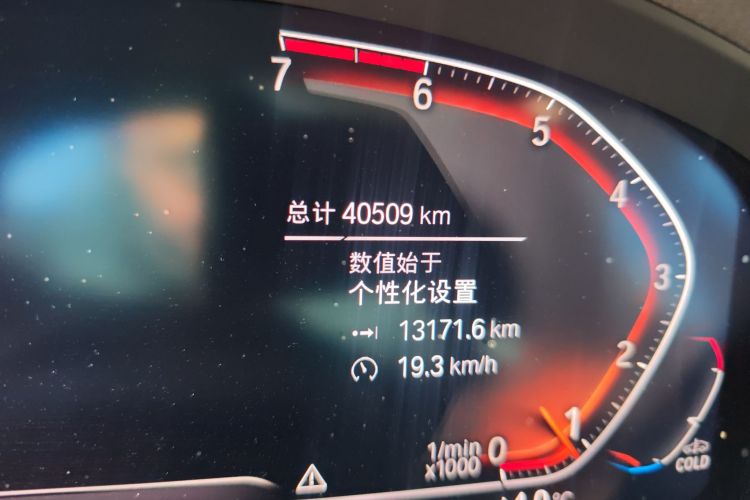 7
6
5
4
总计 40509 km
3
数值始于
个性化设置
13171.6 km
2
19.3 km/h
1
1/min
x1000
0
COLD